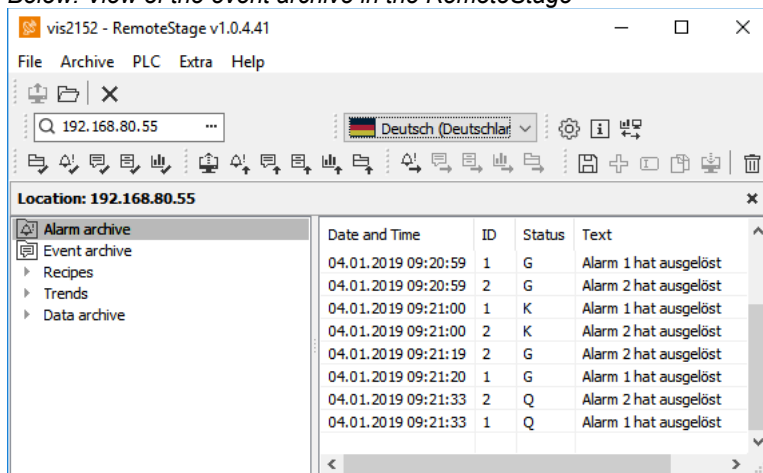 Below: View of the event archive in the RemoteStage
vis2152 - RemoteStage v1.0.4.41
File Archive PLC Extra Help
192.168.80.55 ...
Deutsch (Deutschlar
Location: 192.168.80.55
Alarm archive
Event archive
Recipes
Trends
Data archive
Date and Time ID Status Text
04.01.2019 09:20:59 1 G Alarm 1 hat ausgelöst
04.01.2019 09:20:59 2 G Alarm 2 hat ausgelöst
04.01.2019 09:21:00 1 K Alarm 1 hat ausgelöst
04.01.2019 09:21:00 2 K Alarm 2 hat ausgelöst
04.01.2019 09:21:19 2 G Alarm 2 hat ausgelöst
04.01.2019 09:21:20 1 G Alarm 1 hat ausgelöst
04.01.2019 09:21:33 2 Q Alarm 2 hat ausgelöst
04.01.2019 09:21:33 1 Q Alarm 1 hat ausgelöst